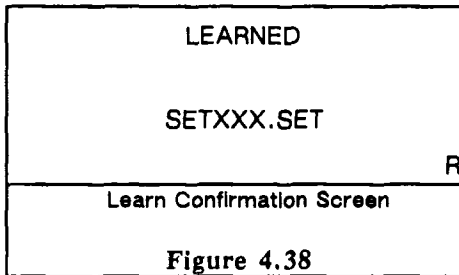 LEARNED
SETXXX.SET
R
Learn Confirmation Screen
Figure 4.38